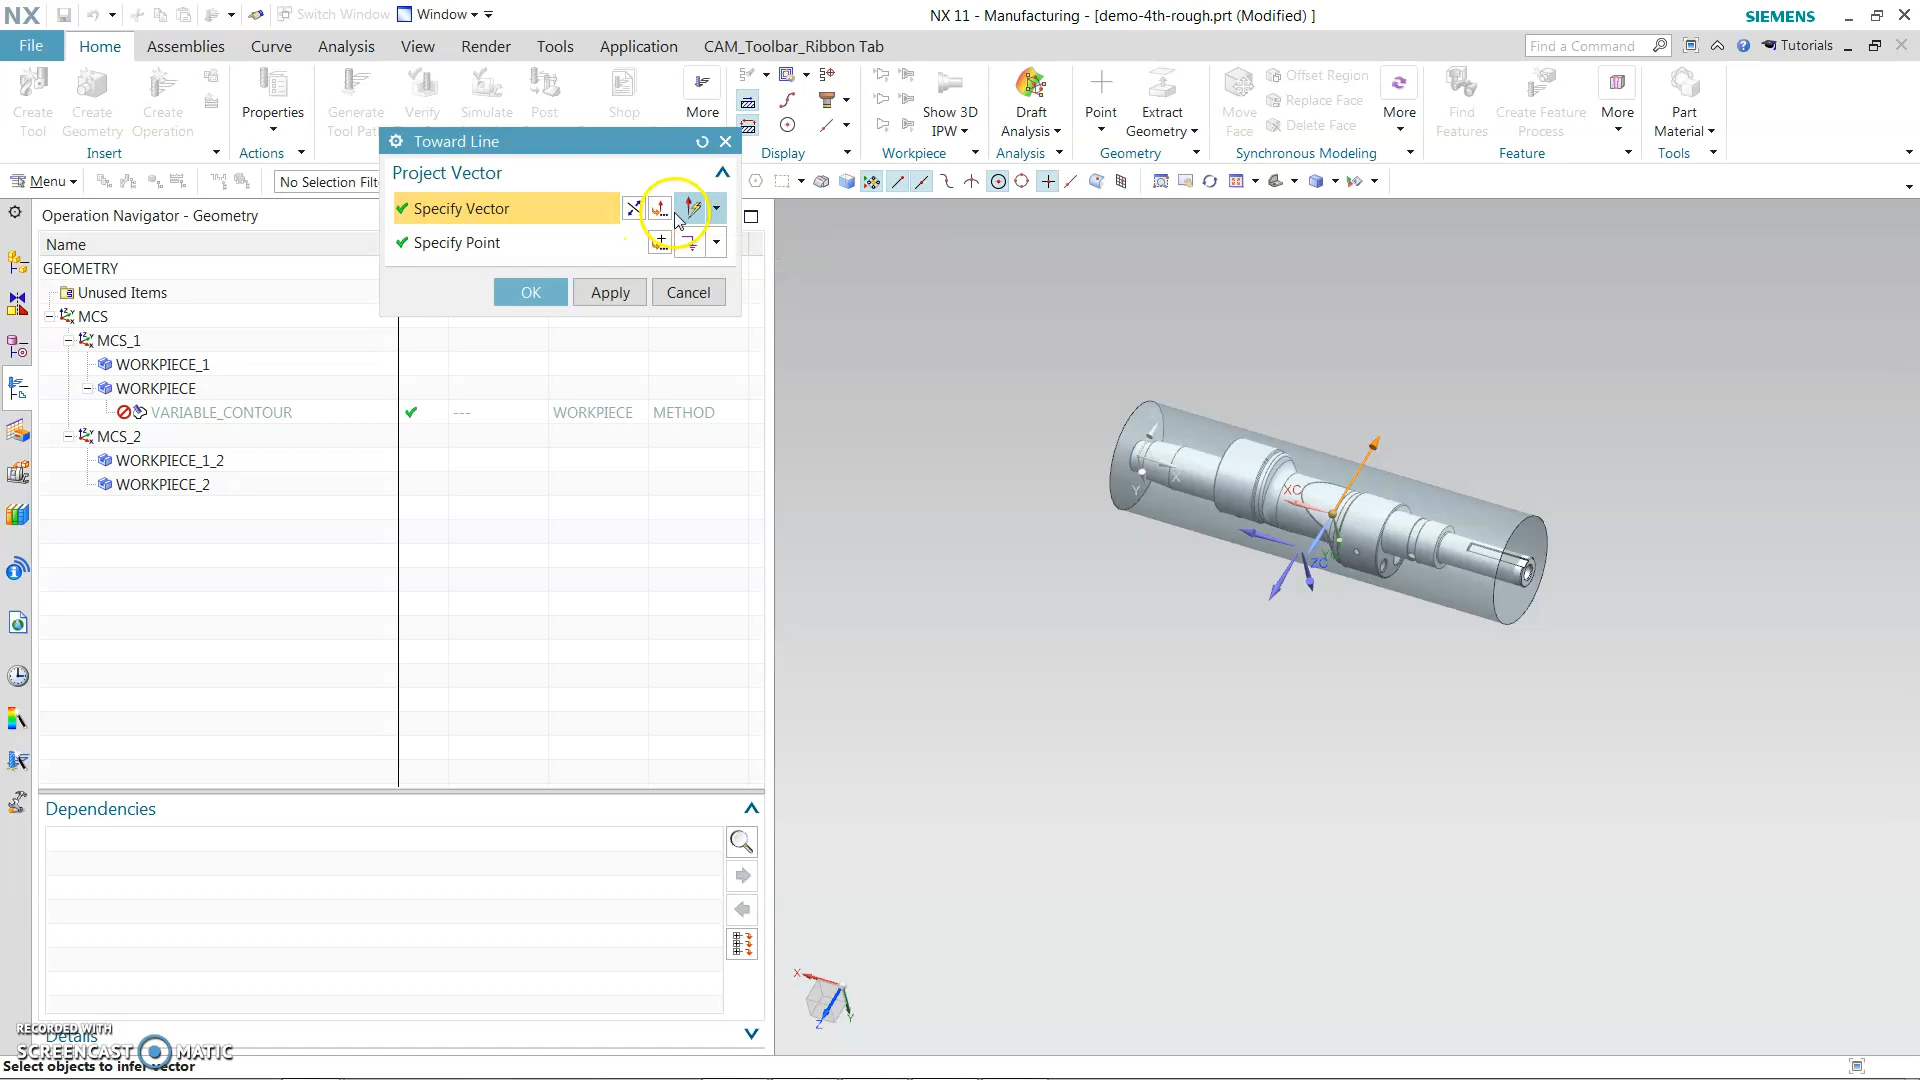 NX
Switch Window
Window
NX 11 - Manufacturing - [demo-4th-rough.prt (Modified) ]
SIEMENS
File
Home
Assemblies
Curve
Analysis
View
Render
Tools
Application
CAM_Toolbar_Ribbon Tab
Find a Command
Tutorials
Create Tool
Create Geometry
Create Operation
Properties
Generate Tool Pat
Verify
Simulate
Post
Shop
More
Show 3D IPW
Draft Analysis
Point
Extract Geometry
Move Face
Offset Region
Replace Face
Delete Face
More
Find Features
Create Feature Process
More
Part Material
Insert
Actions
Display
Workpiece
Analysis
Geometry
Synchronous Modeling
Feature
Tools
Menu
No Selection Filt
Toward Line
Project Vector
Specify Vector
Specify Point
OK
Apply
Cancel
Operation Navigator - Geometry
Name
GEOMETRY
Unused Items
MCS
MCS_1
WORKPIECE_1
WORKPIECE
VARIABLE_CONTOUR --- WORKPIECE METHOD
MCS_2
WORKPIECE_1_2
WORKPIECE_2
X
Y
XC
YC
ZC
Dependencies
Details
X
Y
Z
RECORDED WITH
SCREENCAST MATIC
Select objects to infer vector